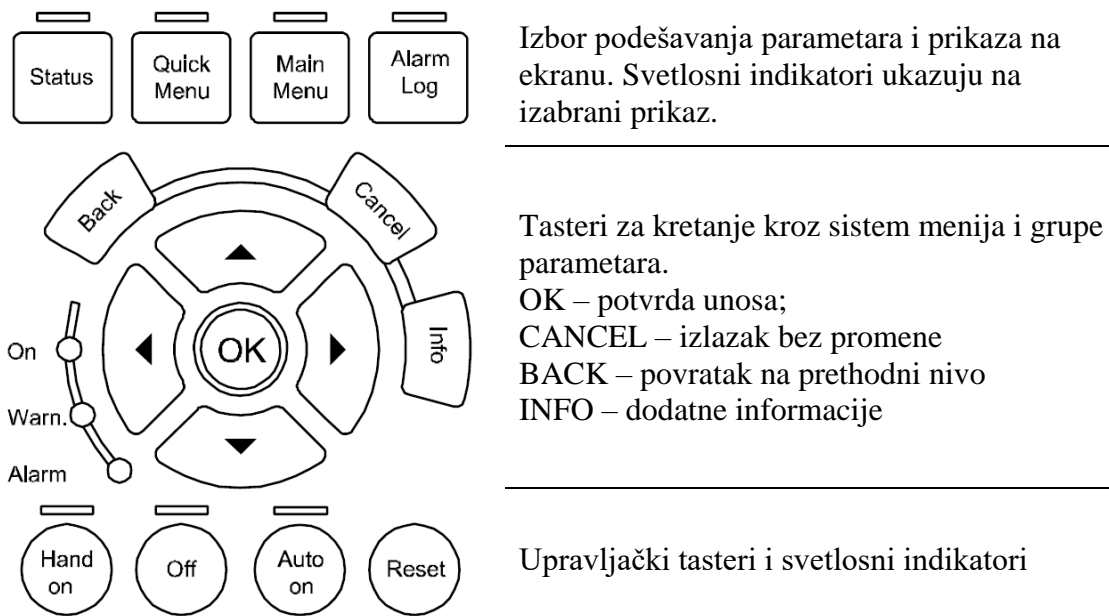 Status
Quick
Menu
Main
Menu
Alarm
Log
Izbor podešavanja parametara i prikaza na
ekranu. Svetlosni indikatori ukazuju na
izabrani prikaz.
Back
Cancel
Info
OK
On
Warn.
Alarm
Tasteri za kretanje kroz sistem menija i grupe
parametara.
OK – potvrda unosa;
CANCEL – izlazak bez promene
BACK – povratak na prethodni nivo
INFO – dodatne informacije
Hand
on
Off
Auto
on
Reset
Upravljački tasteri i svetlosni indikatori